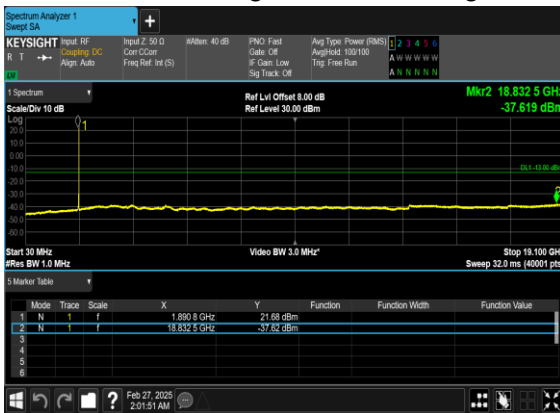 Spectrum Analyzer 1
Swept SA
KEYSIGHT Input: RF Input Z: 50 Ω #Atten: 40 dB PNO: Fast Avg Type: Power (RMS) 1 2 3 4 5 6
R T Coupling: DC Corr CCorr Gate: Off Avg|Hold: 100/100 A W W W W W
Align: Auto Freq Ref: Int (S) IF Gain: Low Trig: Free Run
LV Sig Track: Off A N N N N N
1 Spectrum Ref Lvl Offset 8.00 dB Mkr2 18.832 5 GHz
Scale/Div 10 dB Ref Level 30.00 dBm -37.619 dBm
Log
20.0
10.0
0.00
-10.0
DL1 -13.00 dBm
-20.0
-30.0
-40.0
-50.0
-60.0
1
Start 30 MHz Video BW 3.0 MHz* Stop 19.100 GHz
#Res BW 1.0 MHz Sweep 32.0 ms (40001 pts)
5 Marker Table
Mode Trace Scale X Y Function Function Width Function Value
1 N 1 f 1.890 8 GHz 21.68 dBm
2 N 1 f 18.832 5 GHz -37.62 dBm
3
4
5
6
? Feb 27, 2025
2:01:51 AM